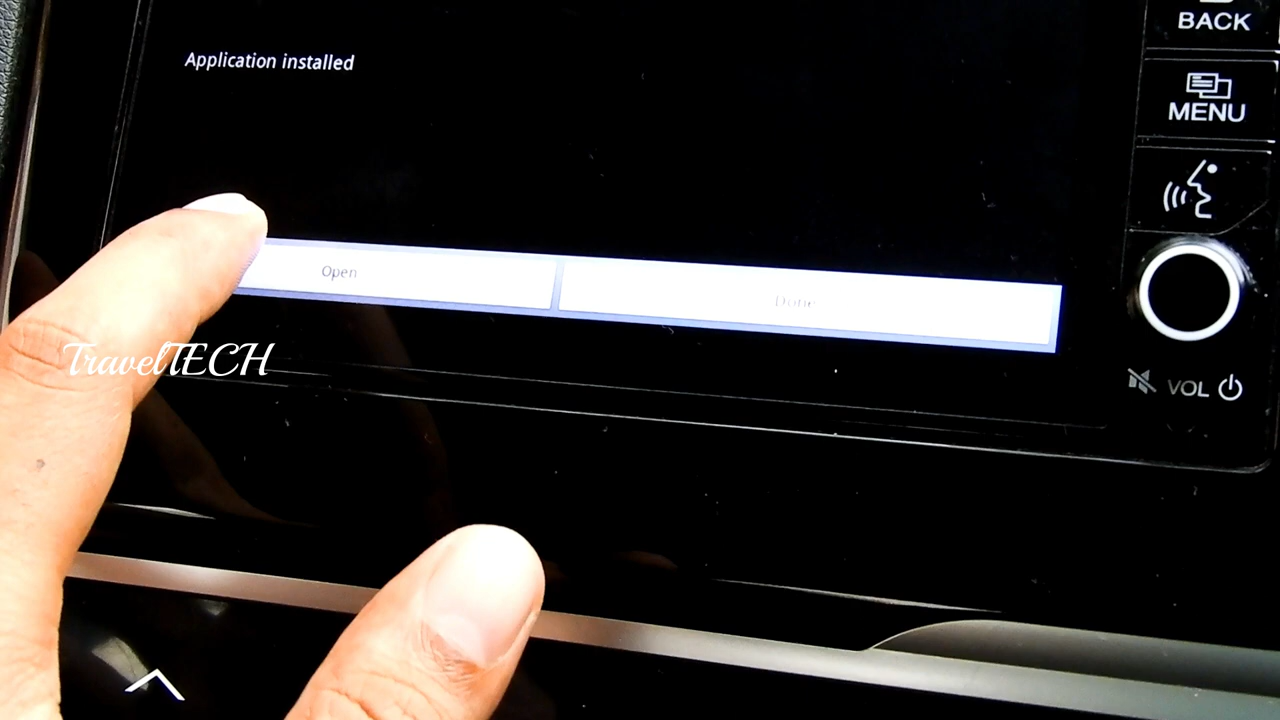 BACK
Application installed
MENU
Open
Done
TravelTECH
VOL